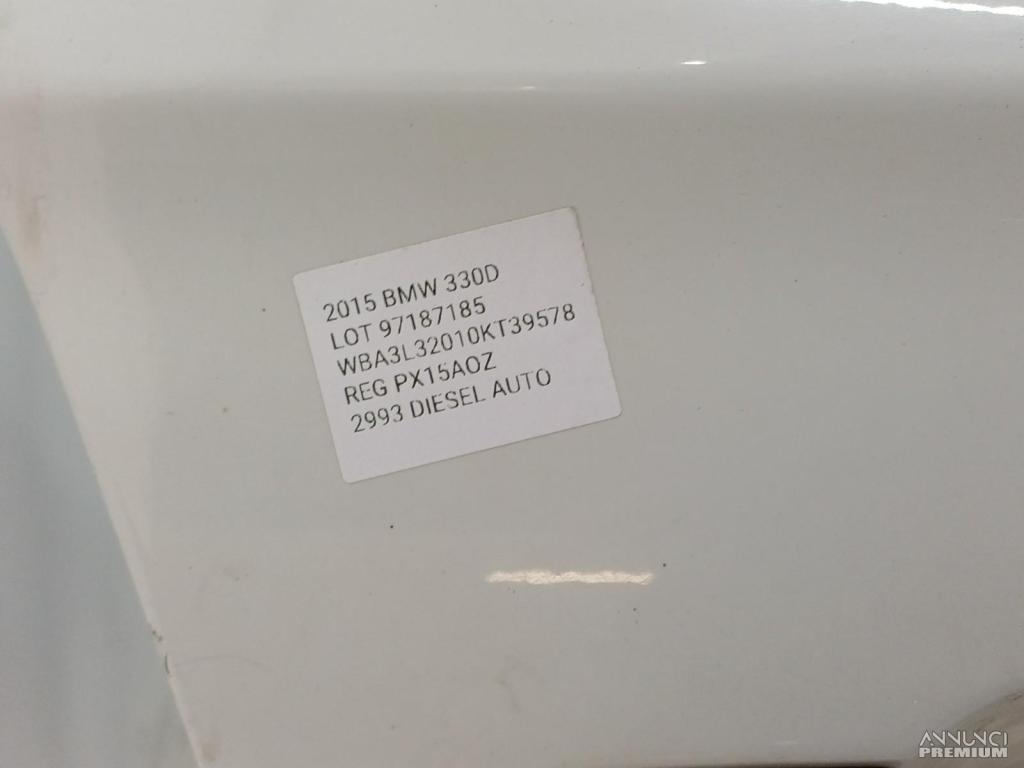 2015 BMW 330D
LOT 97187185
WBA3L32010KT39578
REG PX15AOZ
2993 DIESEL AUTO
ANNUNCI
PREMIUM